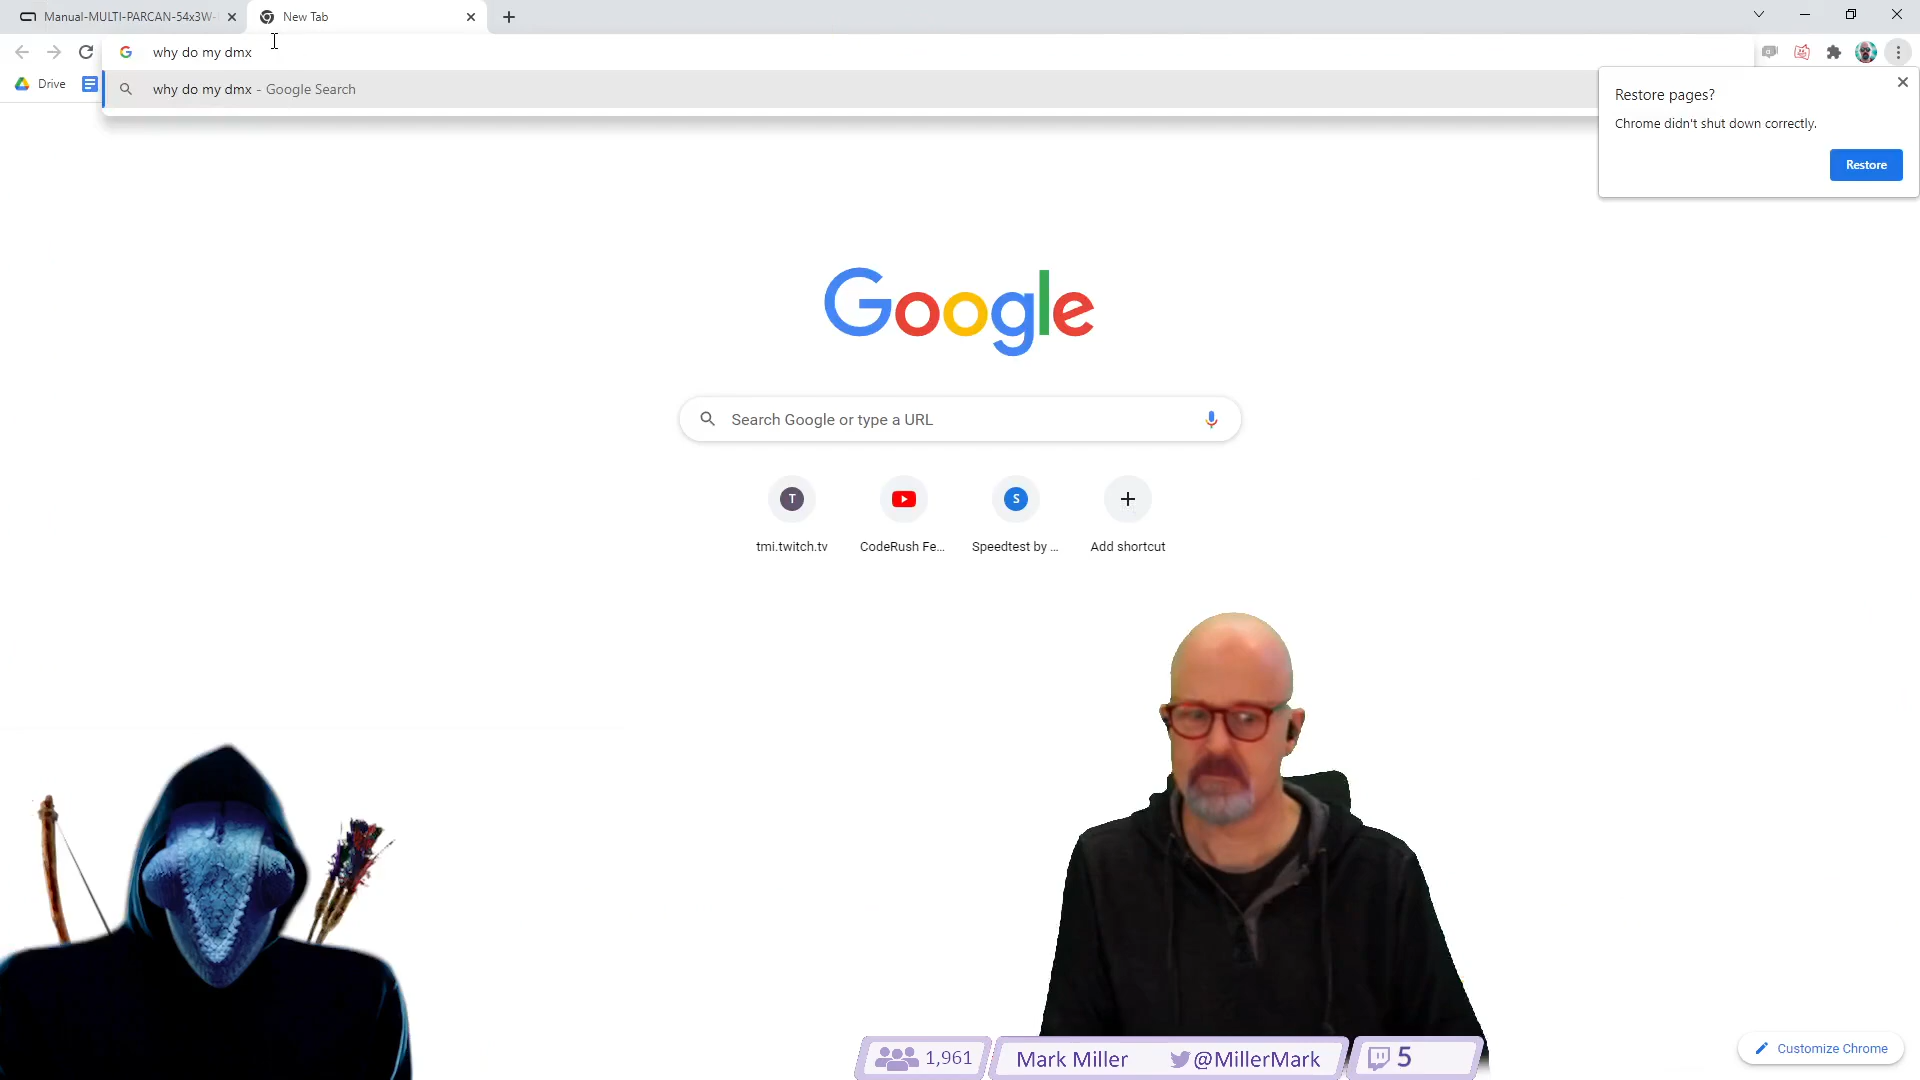 Manual-MULTI-PARCAN-54x3W-
New Tab
why do my dmx
why do my dmx - Google Search
Drive
Restore pages?
Chrome didn't shut down correctly.
Restore
Google
Search Google or type a URL
T
S
tmi.twitch.tv
CodeRush Fe...
Speedtest by ...
Add shortcut
1,961
Mark Miller
@MillerMark
5
Customize Chrome